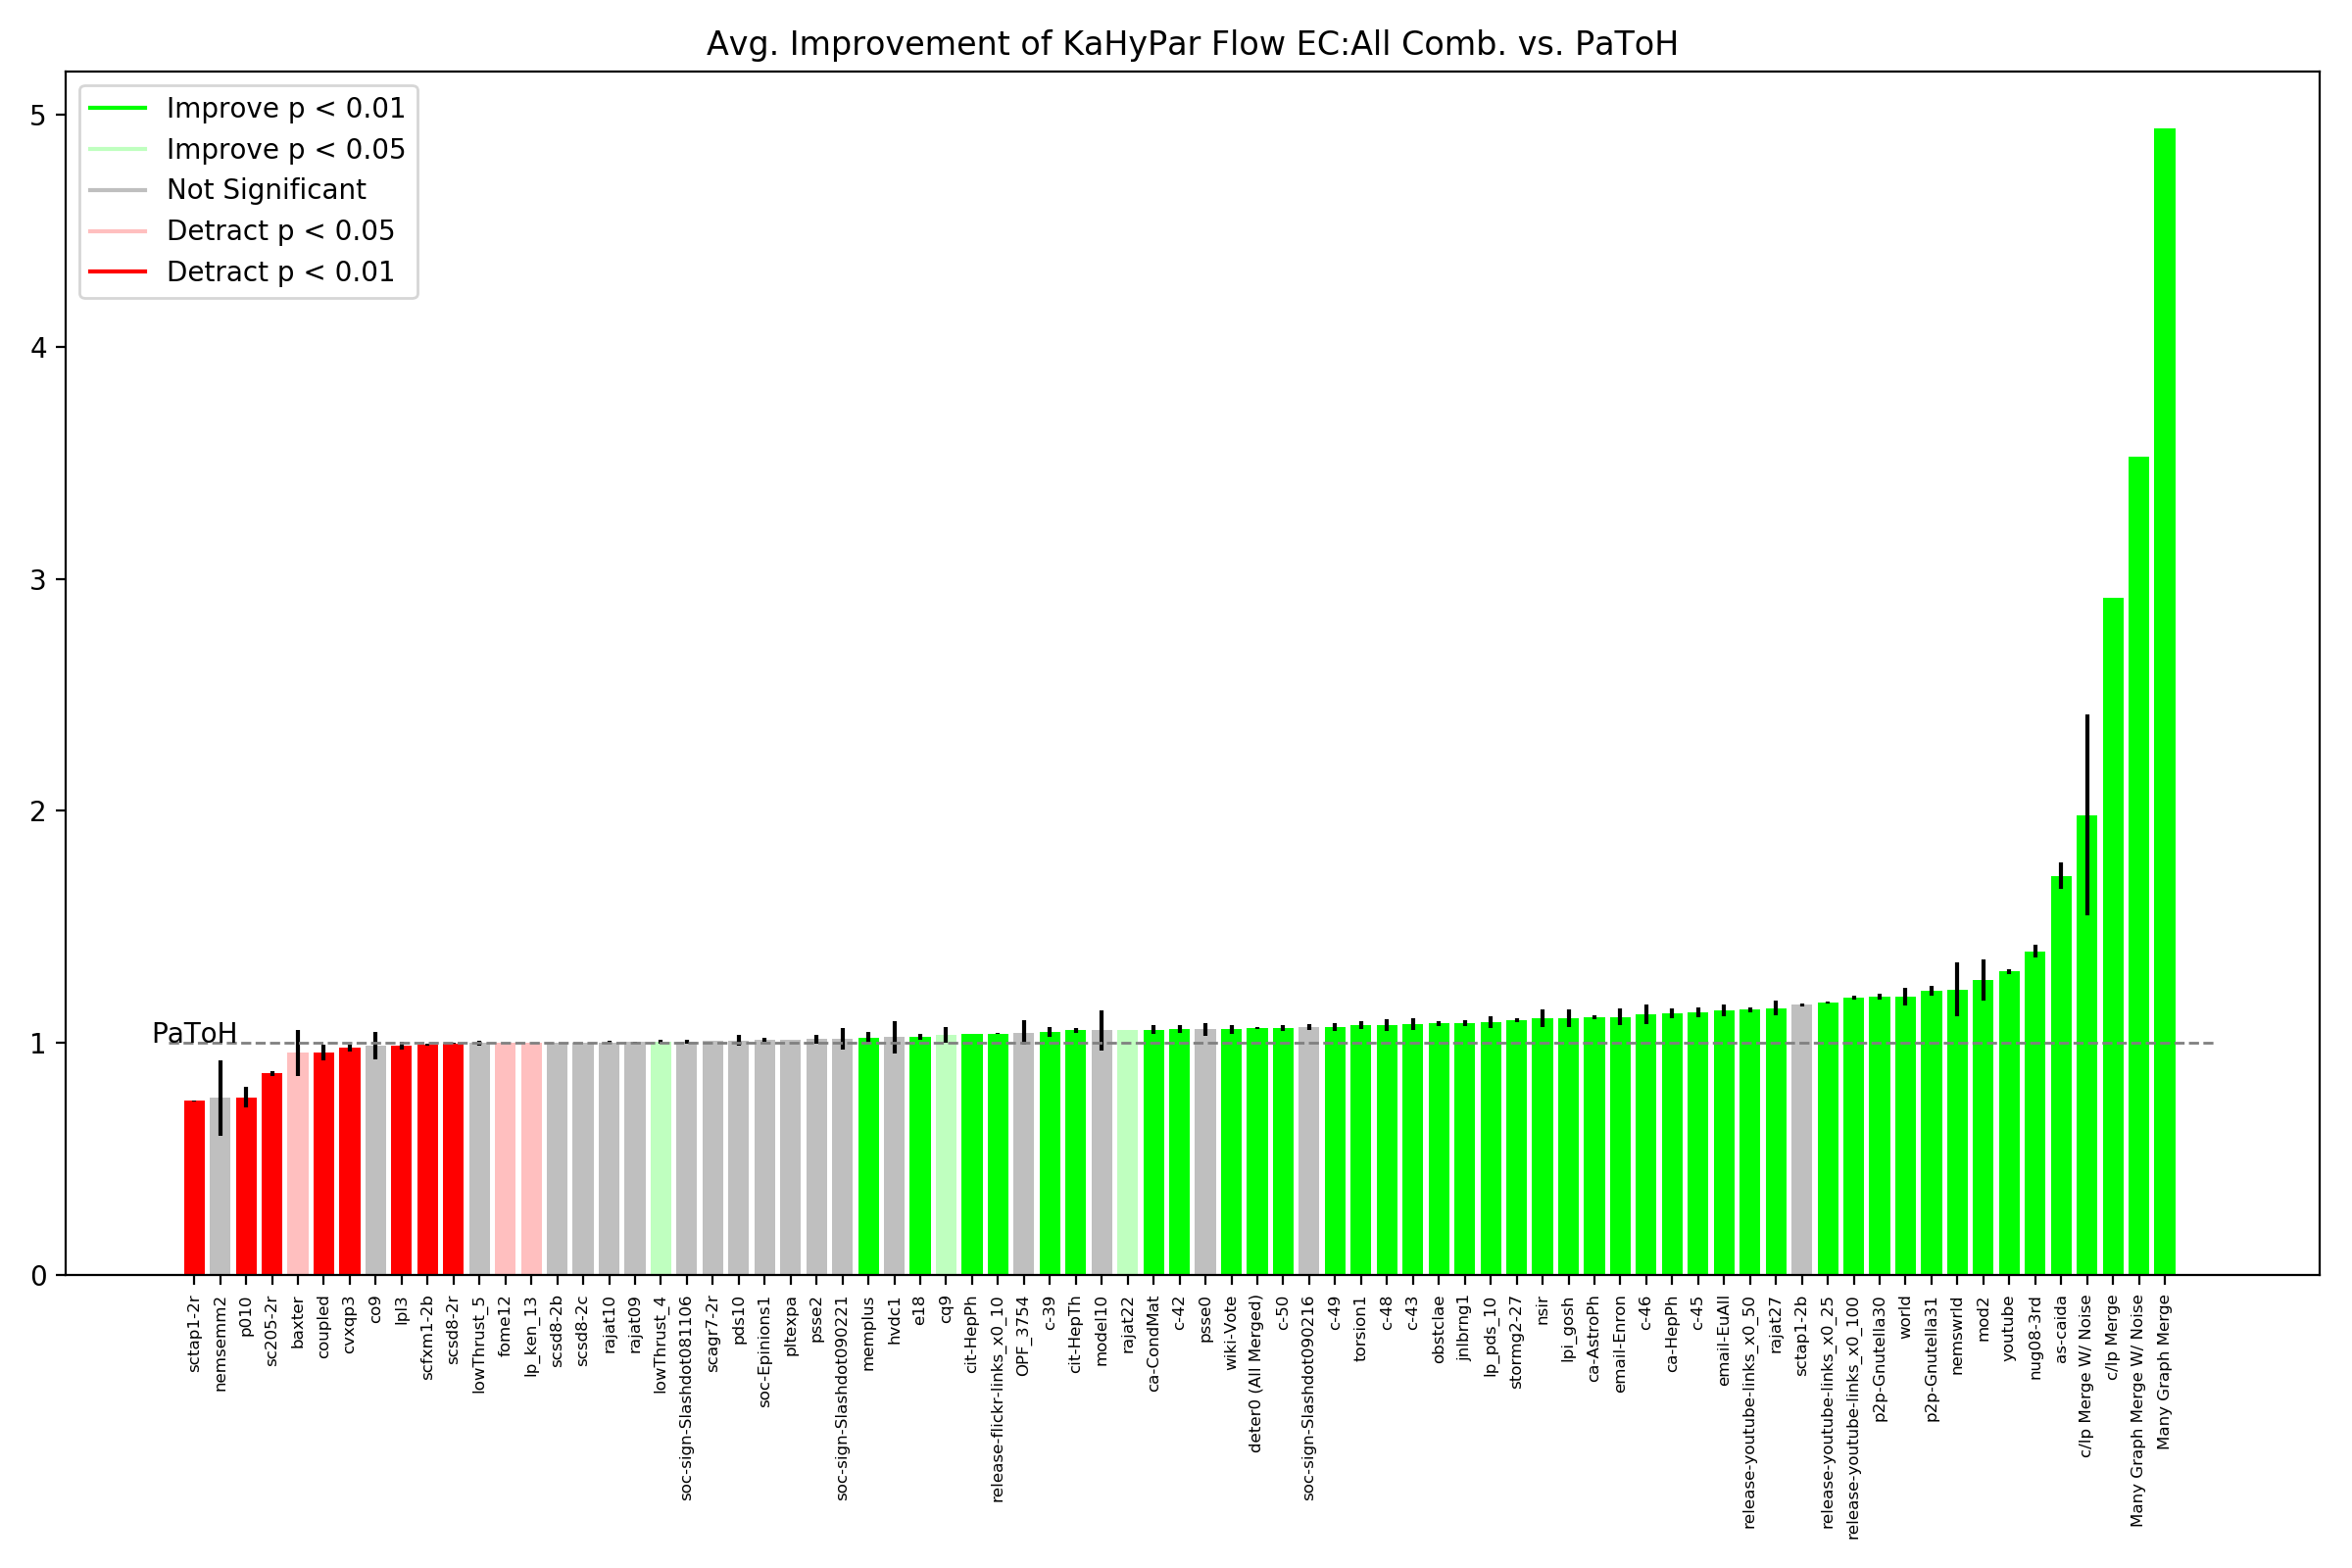 Avg. Improvement of KaHyPar Flow EC:All Comb. vs. PaToH
Improve p < 0.01
Improve p < 0.05
Not Significant
Detract p < 0.05
Detract p < 0.01
5
4
3
2
1
0
PaToH
sctap1-2r
nemsemm2
p010
sc205-2r
baxter
coupled
cvxqp3
co9
lpl3
scfxm1-2b
scsd8-2r
lowThrust_5
fome12
lp_ken_13
scsd8-2b
scsd8-2c
rajat10
rajat09
lowThrust_4
soc-sign-Slashdot081106
scagr7-2r
pds10
soc-Epinions1
pltexpa
psse2
soc-sign-Slashdot090221
memplus
hvdc1
e18
cq9
cit-HepPh
release-flickr-links_x0_10
OPF_3754
c-39
cit-HepTh
model10
rajat22
ca-CondMat
c-42
psse0
wiki-Vote
deter0 (All Merged)
c-50
soc-sign-Slashdot090216
c-49
torsion1
c-48
c-43
obstclae
jnlbrng1
lp_pds_10
stormg2-27
nsir
lpi_gosh
ca-AstroPh
email-Enron
c-46
ca-HepPh
c-45
email-EuAll
release-youtube-links_x0_50
rajat27
sctap1-2b
release-youtube-links_x0_25
release-youtube-links_x0_100
p2p-Gnutella30
world
p2p-Gnutella31
nemswrld
mod2
youtube
nug08-3rd
as-caida
c/lp Merge W/ Noise
c/lp Merge
Many Graph Merge W/ Noise
Many Graph Merge